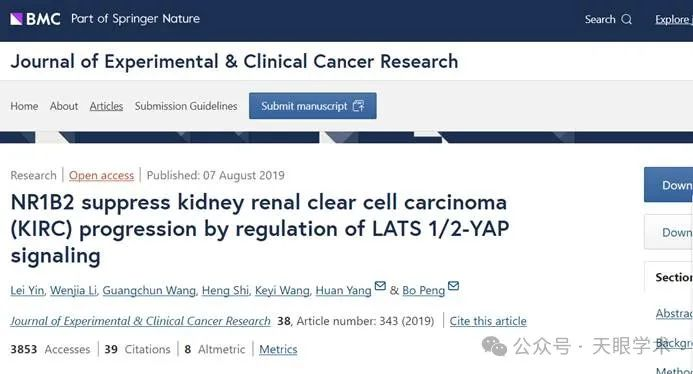 BMC Part of Springer Nature
Search
Explore
Journal of Experimental & Clinical Cancer Research
Home About Articles Submission Guidelines Submit manuscript
Research | Open access | Published: 07 August 2019
NR1B2 suppress kidney renal clear cell carcinoma
(KIRC) progression by regulation of LATS 1/2-YAP
signaling
Lei Yin, Wenjia Li, Guangchun Wang, Heng Shi, Keyi Wang, Huan Yang & Bo Peng
Journal of Experimental & Clinical Cancer Research 38, Article number: 343 (2019) | Cite this article
3853 Accesses | 39 Citations | 8 Altmetric | Metrics
Down
Down
Section
Abstrac
Backgro
Method
公众号 · 天眼学术